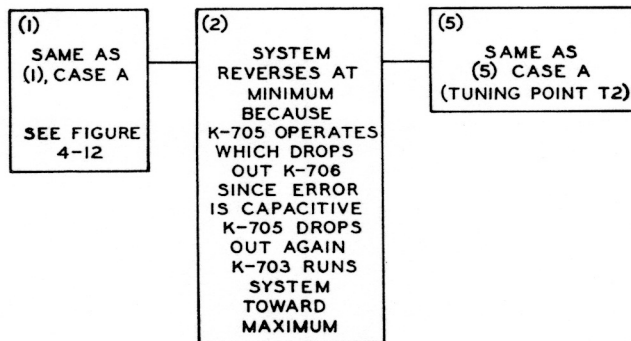 (1)
SAME AS
(1), CASE A
SEE FIGURE
4-12
(2)
SYSTEM
REVERSES AT
MINIMUM
BECAUSE
K-705 OPERATES
WHICH DROPS
OUT K-706
SINCE ERROR
IS CAPACITIVE
K-705 DROPS
OUT AGAIN
K-703 RUNS
SYSTEM
TOWARD
MAXIMUM
(5)
SAME AS
(5) CASE A
(TUNING POINT T2)